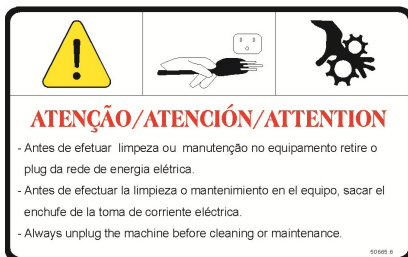 ATENÇÃO/ATENCIÓN/ATTENTION
- Antes de efetuar limpeza ou manutenção no equipamento retire o
plug da rede de energia elétrica.
- Antes de efectuar la limpieza o mantenimiento en el equipo, sacar el
enchufe de la toma de corriente eléctrica.
- Always unplug the machine before cleaning or maintenance.
50665.6